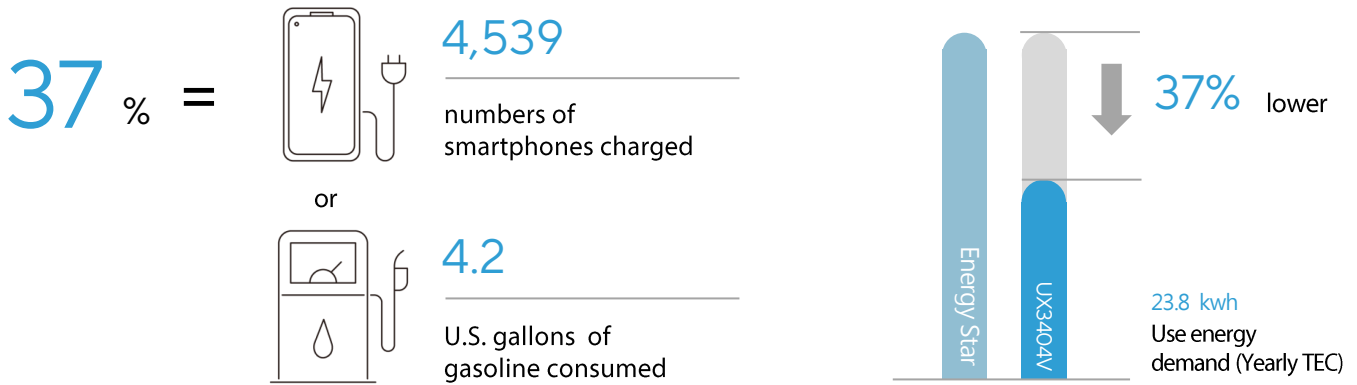 37 % =
4,539
numbers of
smartphones charged
or
4.2
U.S. gallons of
gasoline consumed
Energy Star
UX3404V
37% lower
23.8 kwh
Use energy
demand (Yearly TEC)